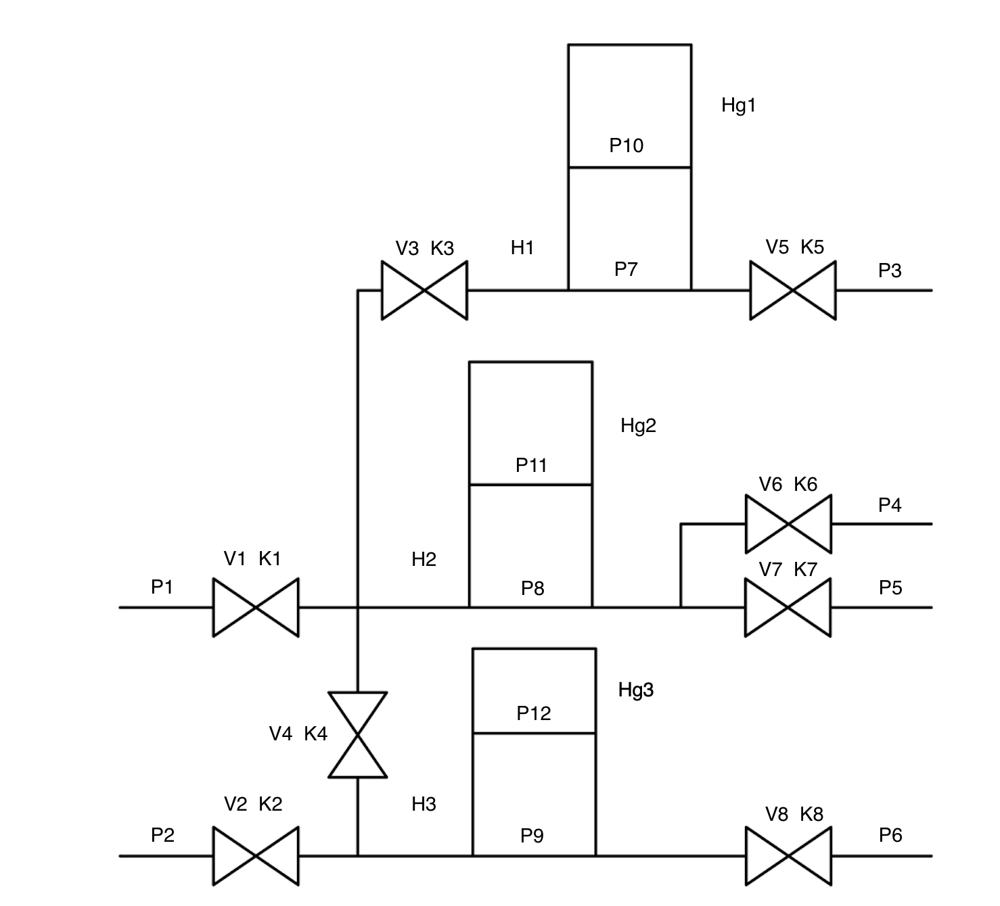 Hg1
P10
V3 K3
H1
P7
V5 K5
P3
Hg2
P11
V6 K6
P4
V1 K1
H2
V7 K7
P1
P8
P5
Hg3
P12
V4 K4
V2 K2
H3
V8 K8
P2
P9
P6